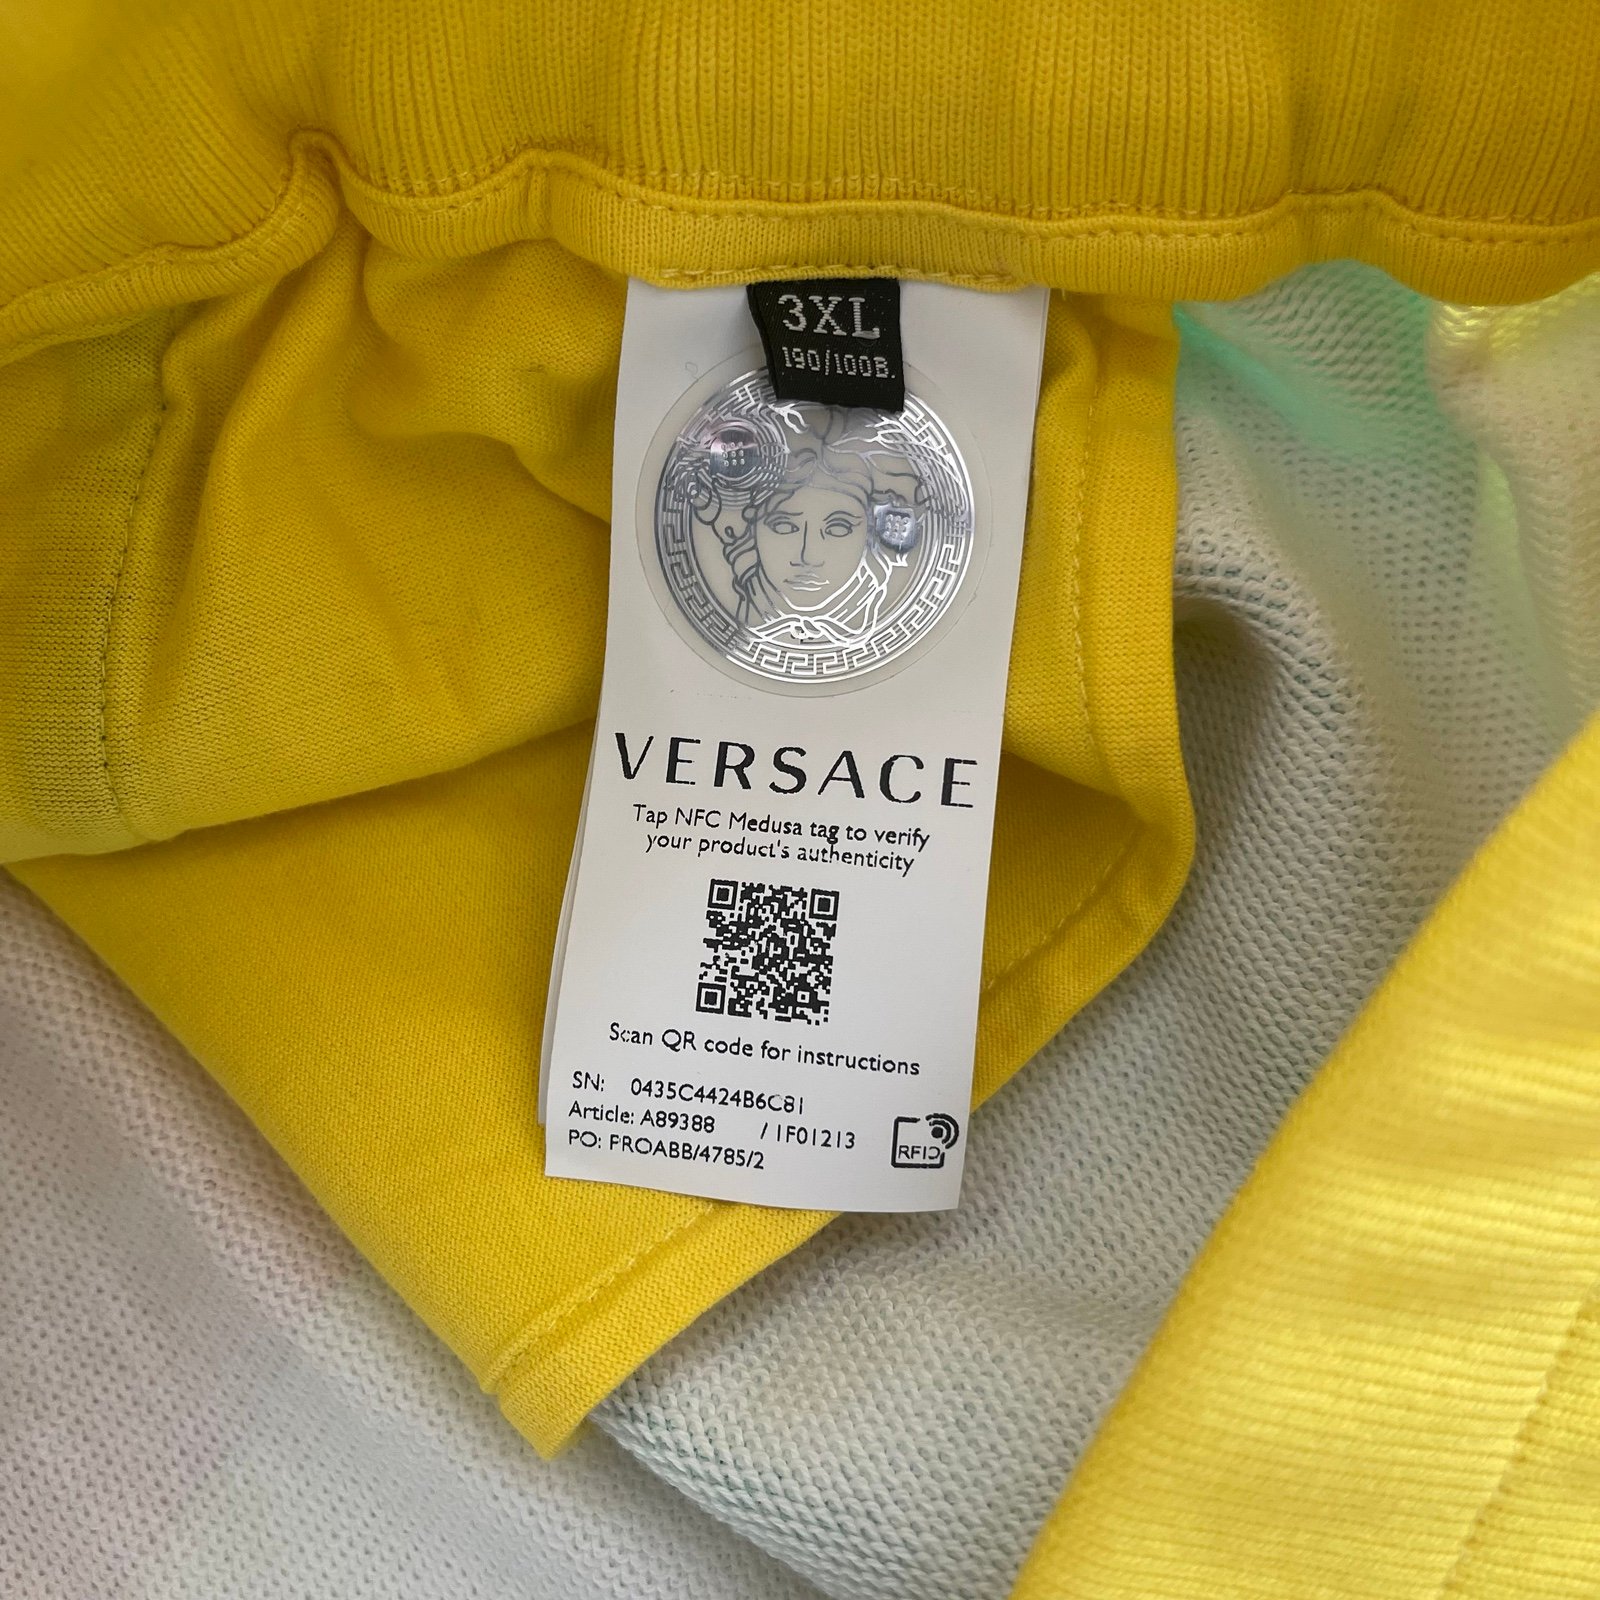 3XL
190/100B.
VERSACE
Tap NFC Medusa tag to verify
your product's authenticity
Scan QR code for instructions
SN: 0435C4424B6C81
Article: A89388 / 1F01213
PO: PROABB/4785/2
RFID